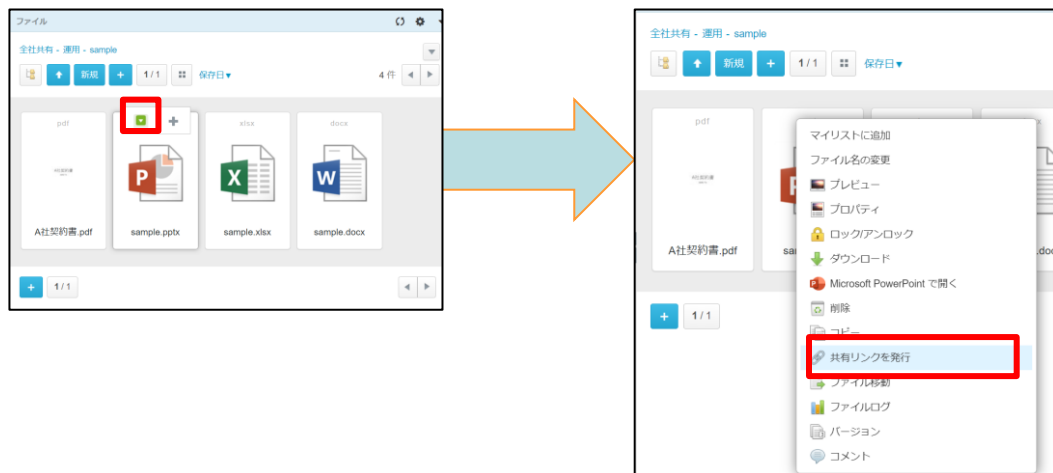 ファイル
全社共有 - 運用 - sample
新規
+
1 / 1
保存日▼
4 件
pdf
xlsx
docx
A社契約書.pdf
sample.pptx
sample.xlsx
sample.docx
+
1 / 1
全社共有 - 運用 - sample
新規
+
1 / 1
保存日▼
pdf
A社契約書.pdf
+
1 / 1
マイリストに追加
ファイル名の変更
プレビュー
プロパティ
ロック/アンロック
ダウンロード
Microsoft PowerPoint で開く
削除
コピー
共有リンクを発行
ファイル移動
ファイルログ
バージョン
コメント